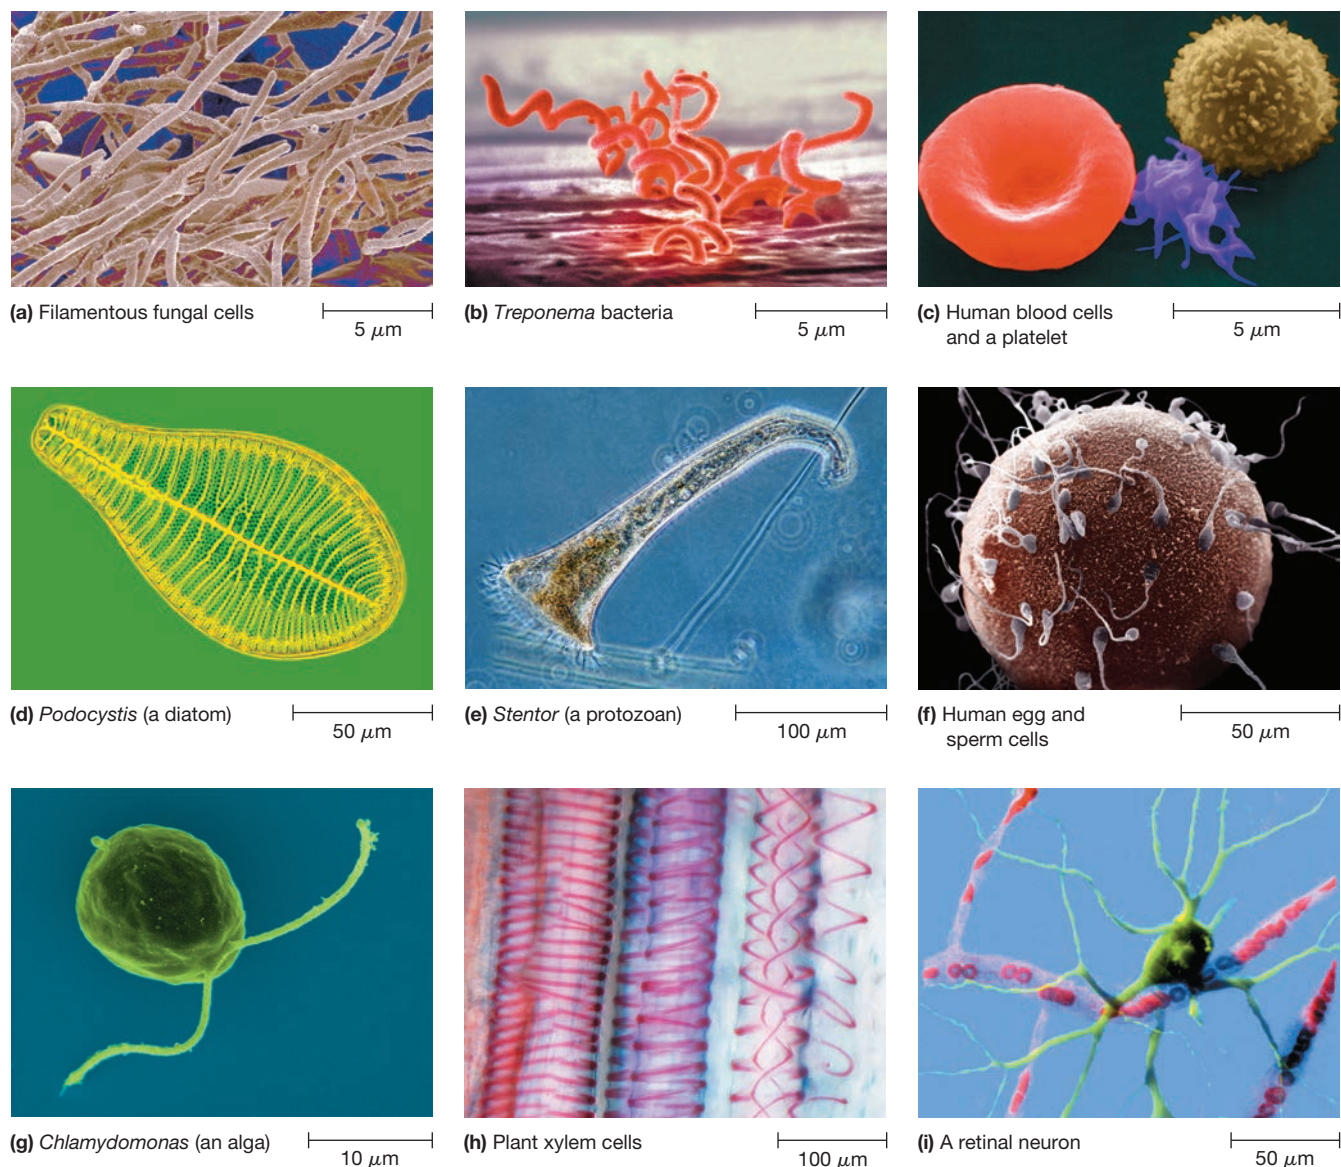 (a) Filamentous fungal cells
5 μm
(b) Treponema bacteria
5 μm
(c) Human blood cells
and a platelet
5 μm
(d) Podocystis (a diatom)
50 μm
(e) Stentor (a protozoan)
100 μm
(f) Human egg and
sperm cells
50 μm
(g) Chlamydomonas (an alga)
10 μm
(h) Plant xylem cells
100 μm
(i) A retinal neuron
50 μm